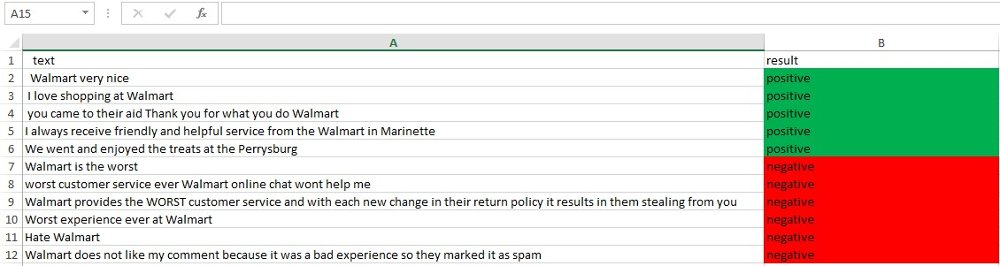 A15 fx
A B
1 text result
2 Walmart very nice positive
3 I love shopping at Walmart positive
4 you came to their aid Thank you for what you do Walmart positive
5 I always receive friendly and helpful service from the Walmart in Marinette positive
6 We went and enjoyed the treats at the Perrysburg positive
7 Walmart is the worst negative
8 worst customer service ever Walmart online chat wont help me negative
9 Walmart provides the WORST customer service and with each new change in their return policy it results in them stealing from you negative
10 Worst experience ever at Walmart negative
11 Hate Walmart negative
12 Walmart does not like my comment because it was a bad experience so they marked it as spam negative